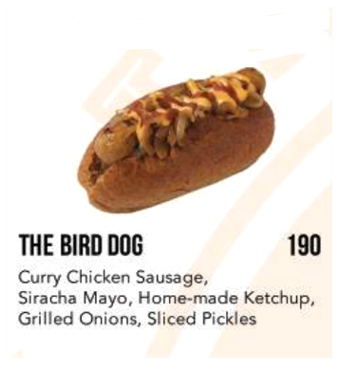 THE BIRD DOG 190
Curry Chicken Sausage,
Siracha Mayo, Home-made Ketchup,
Grilled Onions, Sliced Pickles